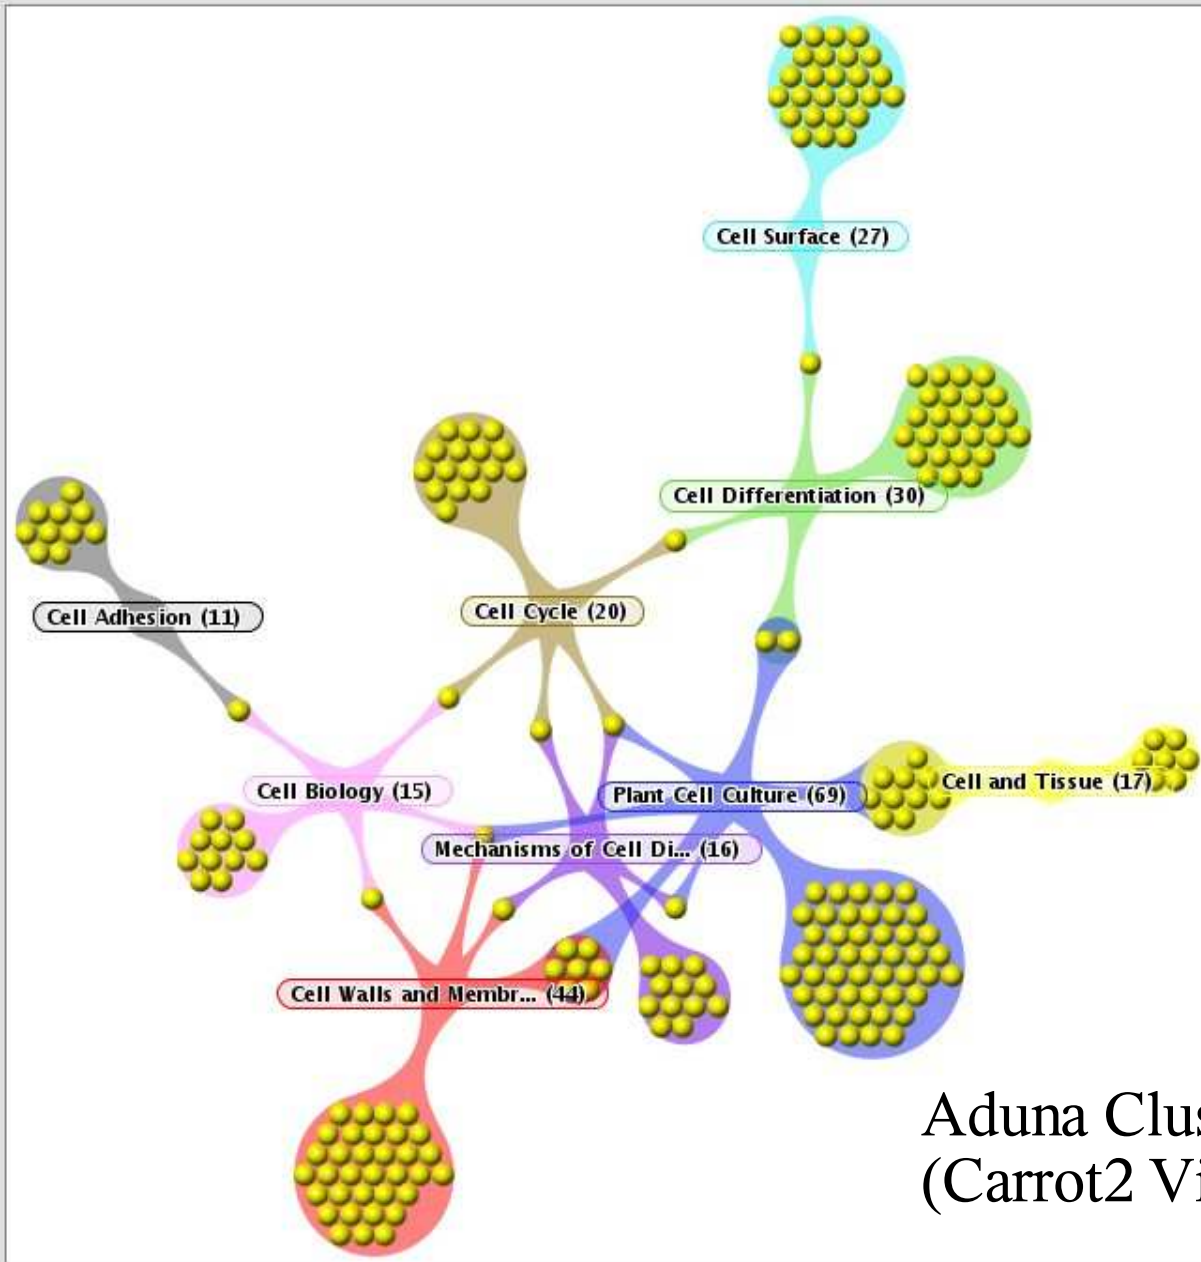 Cell Surface (27)
Cell Differentiation (30)
Cell Cycle (20)
Cell Adhesion (11)
Cell and Tissue (17)
Cell Biology (15)
Plant Cell Culture (69)
Mechanisms of Cell Di... (16)
Cell Walls and Membr... (44)
Aduna Clus
(Carrot2 Vi